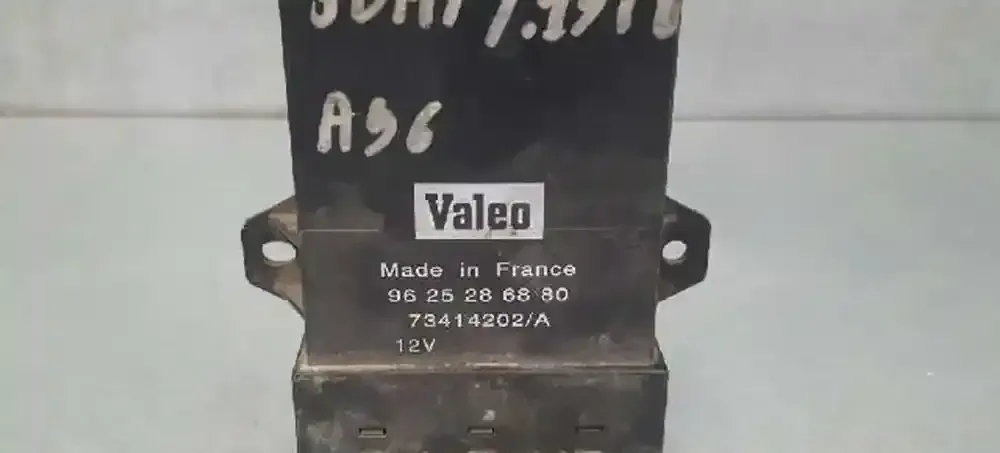 A96
Valeo
Made in France
96 25 28 68 80
73414202/A
12V